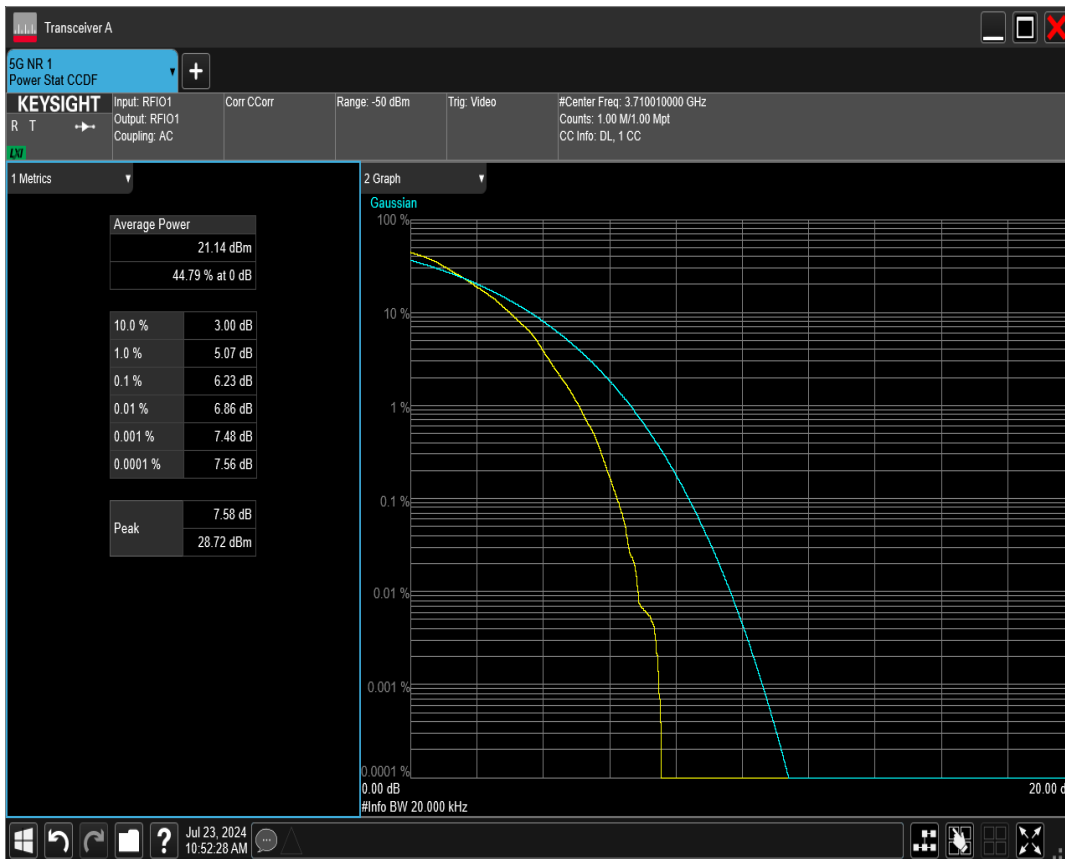 Transceiver A
5G NR 1
Power Stat CCDF
+
KEYSIGHT
R T
LXI
Input: RFIO1
Output: RFIO1
Coupling: AC
Corr CCorr
Range: -50 dBm
Trig: Video
#Center Freq: 3.710010000 GHz
Counts: 1.00 M/1.00 Mpt
CC Info: DL, 1 CC
1 Metrics
Average Power
21.14 dBm
44.79 % at 0 dB
10.0 % 3.00 dB
1.0 % 5.07 dB
0.1 % 6.23 dB
0.01 % 6.86 dB
0.001 % 7.48 dB
0.0001 % 7.56 dB
Peak
7.58 dB
28.72 dBm
2 Graph
Gaussian
100 %
10 %
1 %
0.1 %
0.01 %
0.001 %
0.0001 %
0.00 dB
20.00 d
#Info BW 20.000 kHz
?
Jul 23, 2024
10:52:28 AM